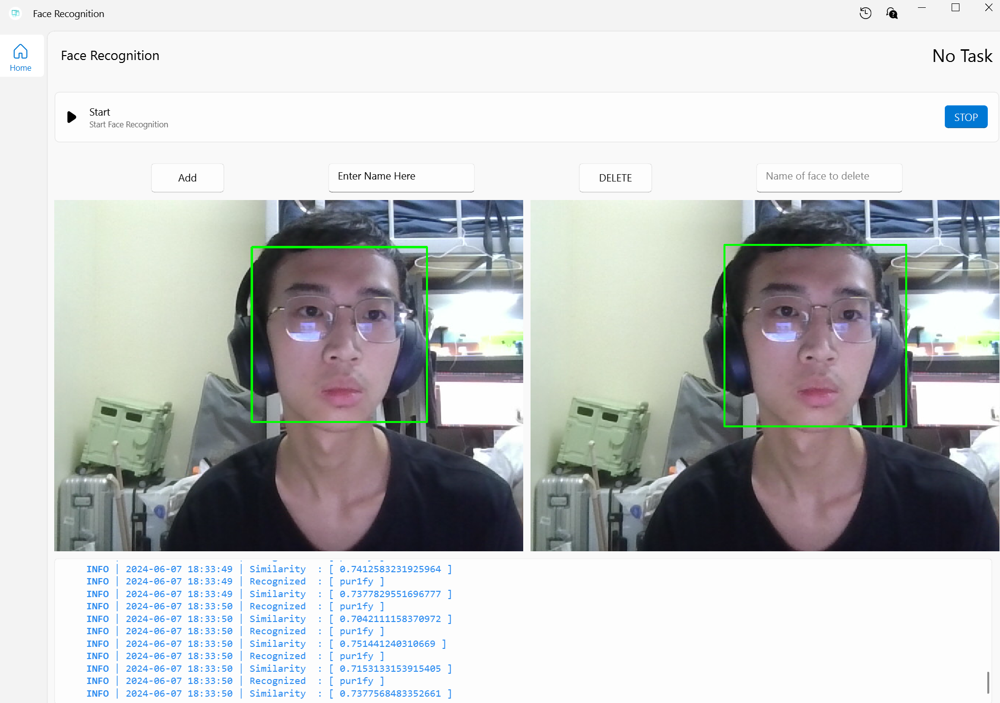 Face Recognition
Home
Face Recognition
No Task
Start
Start Face Recognition
STOP
Add
Enter Name Here
DELETE
Name of face to delete
INFO | 2024-06-07 18:33:49 | Similarity : [ 0.7412583231925964 ]
INFO | 2024-06-07 18:33:49 | Recognized : [ pur1fy ]
INFO | 2024-06-07 18:33:49 | Similarity : [ 0.7377829551696777 ]
INFO | 2024-06-07 18:33:50 | Recognized : [ pur1fy ]
INFO | 2024-06-07 18:33:50 | Similarity : [ 0.7042111158370972 ]
INFO | 2024-06-07 18:33:50 | Recognized : [ pur1fy ]
INFO | 2024-06-07 18:33:50 | Similarity : [ 0.751441240310669 ]
INFO | 2024-06-07 18:33:50 | Recognized : [ pur1fy ]
INFO | 2024-06-07 18:33:50 | Similarity : [ 0.7153133153915405 ]
INFO | 2024-06-07 18:33:50 | Recognized : [ pur1fy ]
INFO | 2024-06-07 18:33:50 | Similarity : [ 0.7377568483352661 ]